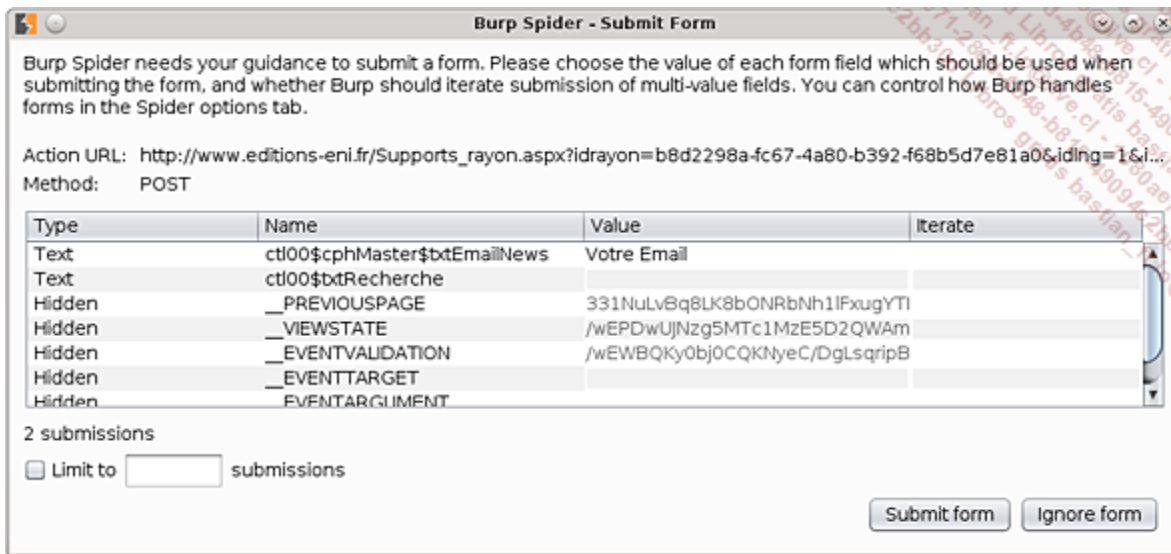 Burp Spider - Submit Form
Burp Spider needs your guidance to submit a form. Please choose the value of each form field which should be used when
submitting the form, and whether Burp should iterate submission of multi-value fields. You can control how Burp handles
forms in the Spider options tab.
Action URL: http://www.editions-eni.fr/Supports_rayon.aspx?idrayon=b8d2298a-fc67-4a80-b392-f68b5d7e81a0&idlng=1&i...
Method: POST
Type Name Value Iterate
Text ctl00$cphMaster$txtEmailNews Votre Email
Text ctl00$txtRecherche
Hidden __PREVIOUSPAGE 331NuLvBq8LK8bONRbNh1lFxugYTI
Hidden __VIEWSTATE /wEPDwUJNzg5MTc1MzE5D2QWAm
Hidden __EVENTVALIDATION /wEWBQKy0bj0CQKNyeC/DgLsqripB
Hidden __EVENTTARGET
Hidden __EVENTARGUMENT
2 submissions
Limit to submissions
Submit form Ignore form